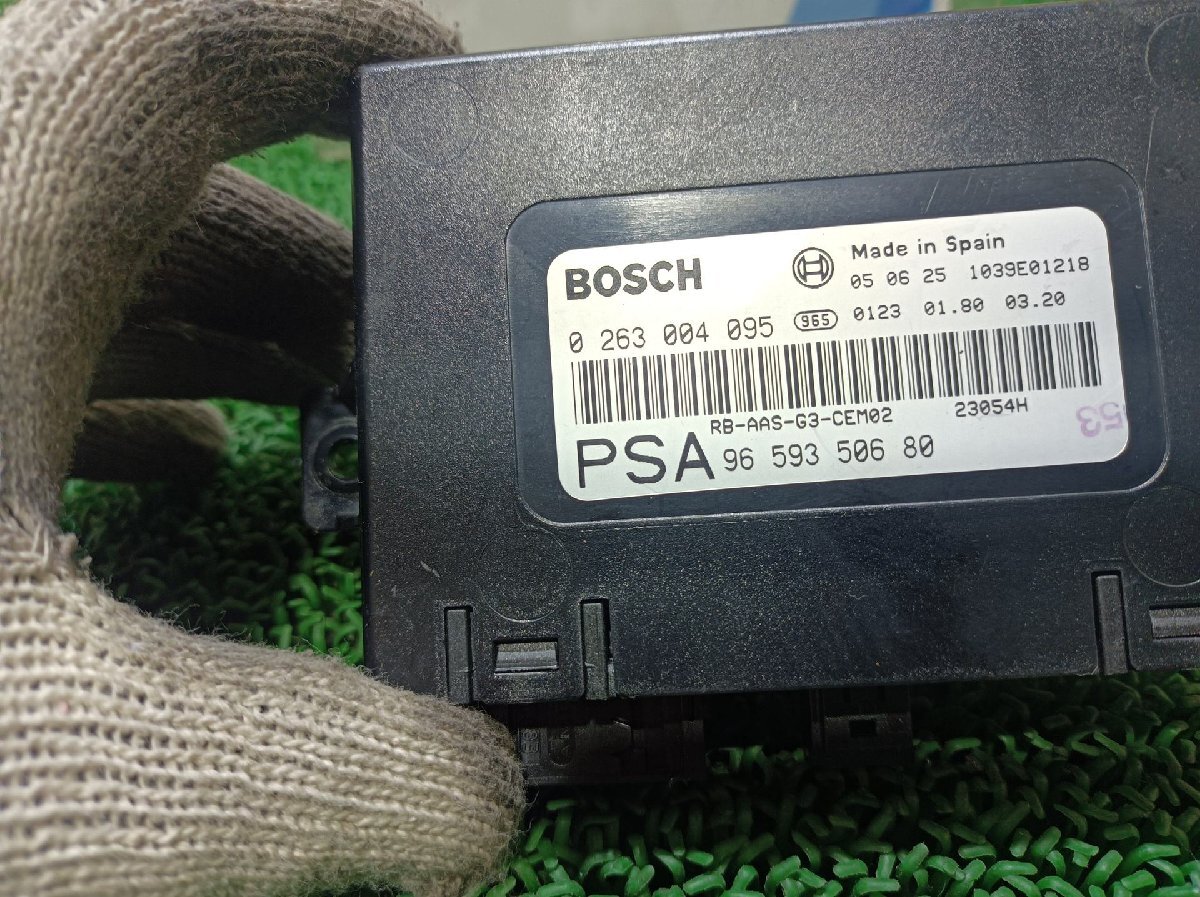 BOSCH
Made in Spain
05 06 25 1039E01218
0 263 004 095 965 0123 01.80 03.20
RB-AAS-G3-CEM02 23054H
PSA 96 593 506 80
53